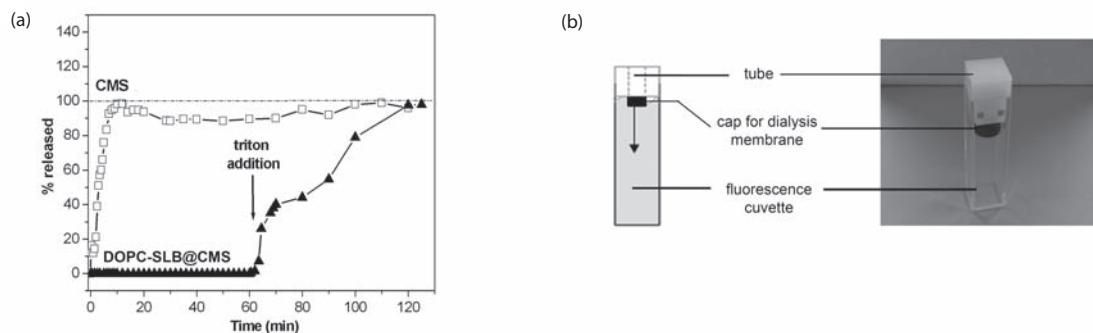 (a)
140
120
100
80
60
40
20
0
% released
CMS
triton
addition
DOPC-SLB@CMS
0 20 40 60 80 100 120
Time (min)
(b)
tube
cap for dialysis
membrane
fluorescence
cuvette